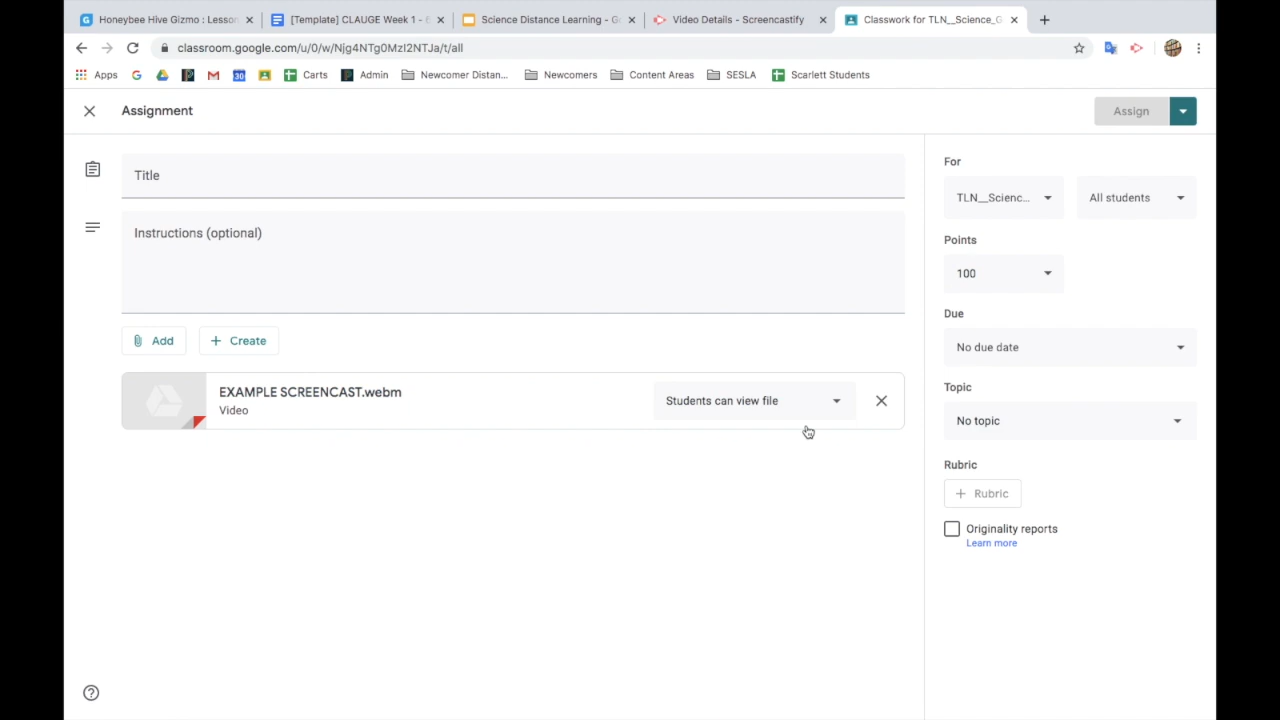 Honeybee Hive Gizmo : Lesson
[Template] CLAUGE Week 1 - 6
Science Distance Learning - Go
Video Details - Screencastify
Classwork for TLN__Science_G
classroom.google.com/u/0/w/Njg4NTg0MzI2NTJa/t/all
Apps
Carts
Admin
Newcomer Distan...
Newcomers
Content Areas
SESLA
Scarlett Students
Assignment
Assign
Title
Instructions (optional)
Add
Create
EXAMPLE SCREENCAST.webm
Video
Students can view file
For
TLN__Scienc...
All students
Points
100
Due
No due date
Topic
No topic
Rubric
Rubric
Originality reports
Learn more